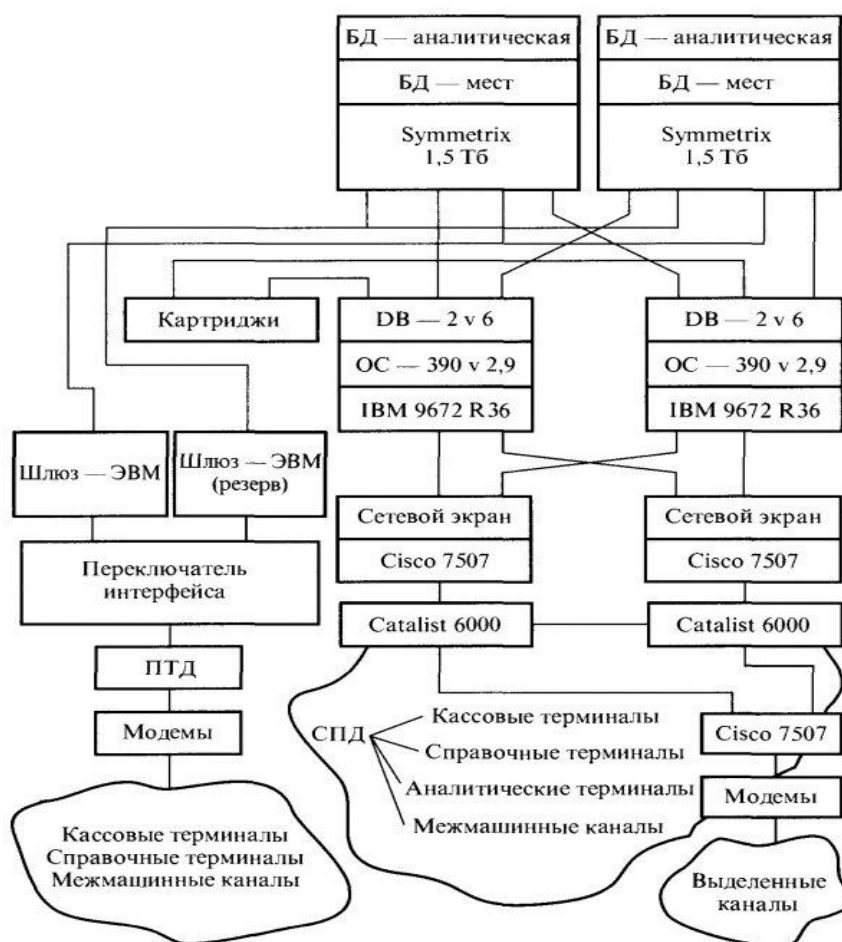 БД — аналитическая
БД — мест
Symmetrix
1,5 Тб
БД — аналитическая
БД — мест
Symmetrix
1,5 Тб
Картриджи
DB — 2 v 6
ОС — 390 v 2,9
IBM 9672 R36
DB — 2 v 6
ОС — 390 v 2,9
IBM 9672 R36
Шлюз — ЭВМ
Шлюз — ЭВМ
(резерв)
Сетевой экран
Cisco 7507
Сетевой экран
Cisco 7507
Переключатель
интерфейса
Catalist 6000
Catalist 6000
ПТД
Модемы
СПД
Кассовые терминалы
Справочные терминалы
Аналитические терминалы
Межмашинные каналы
Cisco 7507
Модемы
Кассовые терминалы
Справочные терминалы
Межмашинные каналы
Выделенные
каналы